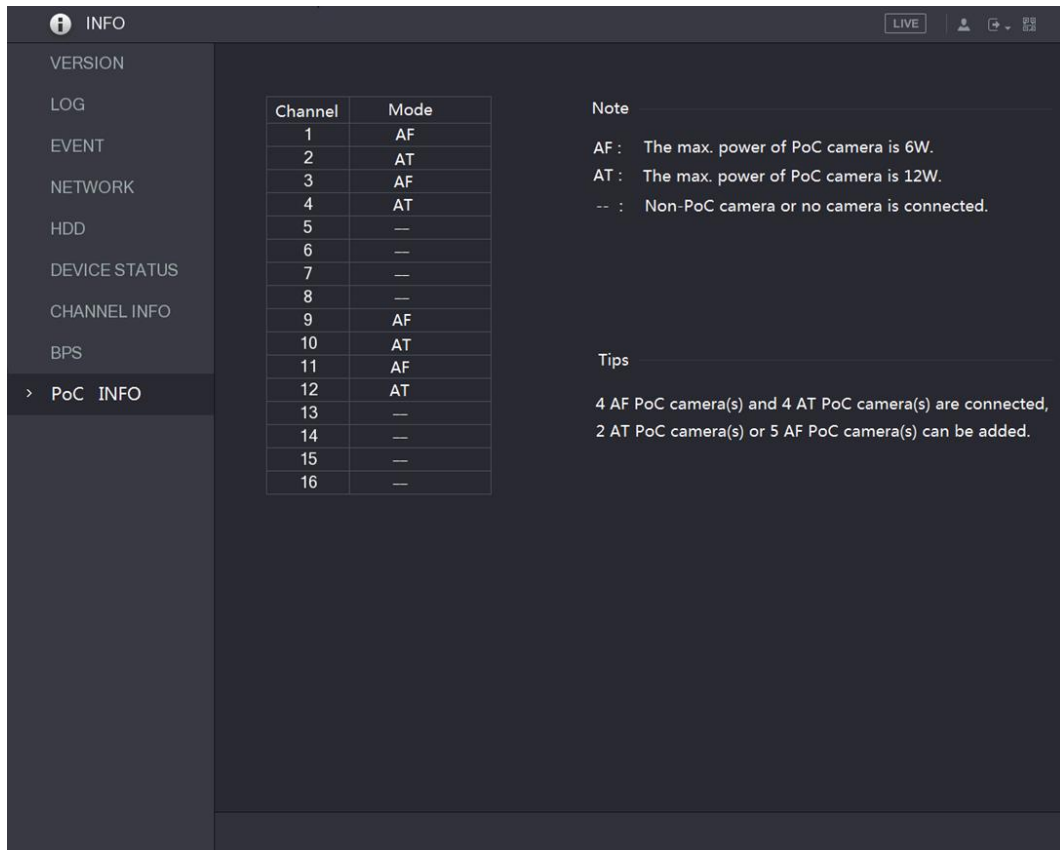 INFO
LIVE
VERSION
LOG
EVENT
NETWORK
HDD
DEVICE STATUS
CHANNEL INFO
BPS
> PoC INFO
Channel Mode
1 AF
2 AT
3 AF
4 AT
5 --
6 --
7 --
8 --
9 AF
10 AT
11 AF
12 AT
13 --
14 --
15 --
16 --
Note
AF : The max. power of PoC camera is 6W.
AT : The max. power of PoC camera is 12W.
-- : Non-PoC camera or no camera is connected.
Tips
4 AF PoC camera(s) and 4 AT PoC camera(s) are connected,
2 AT PoC camera(s) or 5 AF PoC camera(s) can be added.